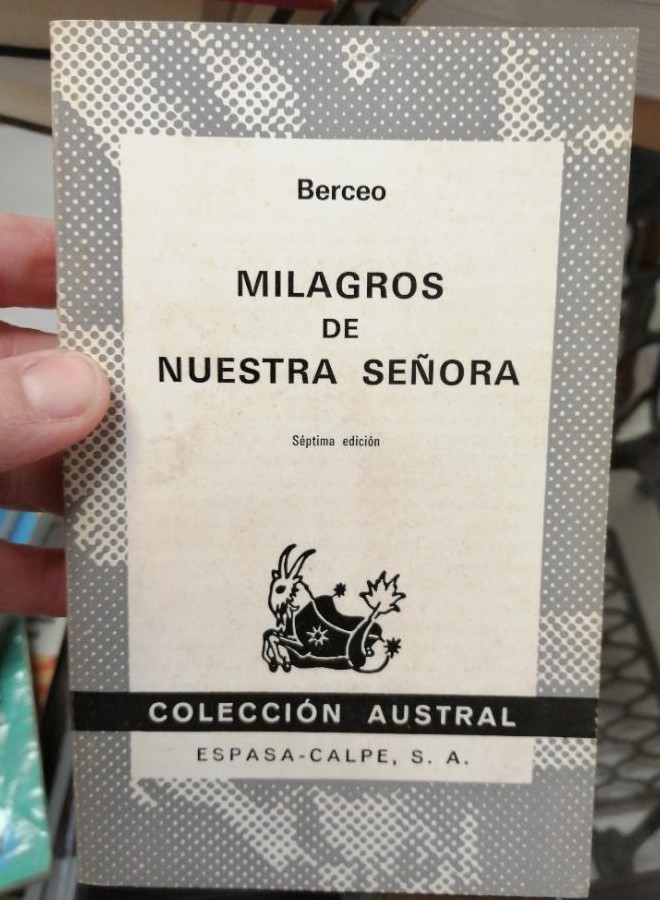 Berceo
MILAGROS
DE
NUESTRA SEÑORA
Séptima edición
COLECCIÓN AUSTRAL
ESPASA-CALPE, S. A.